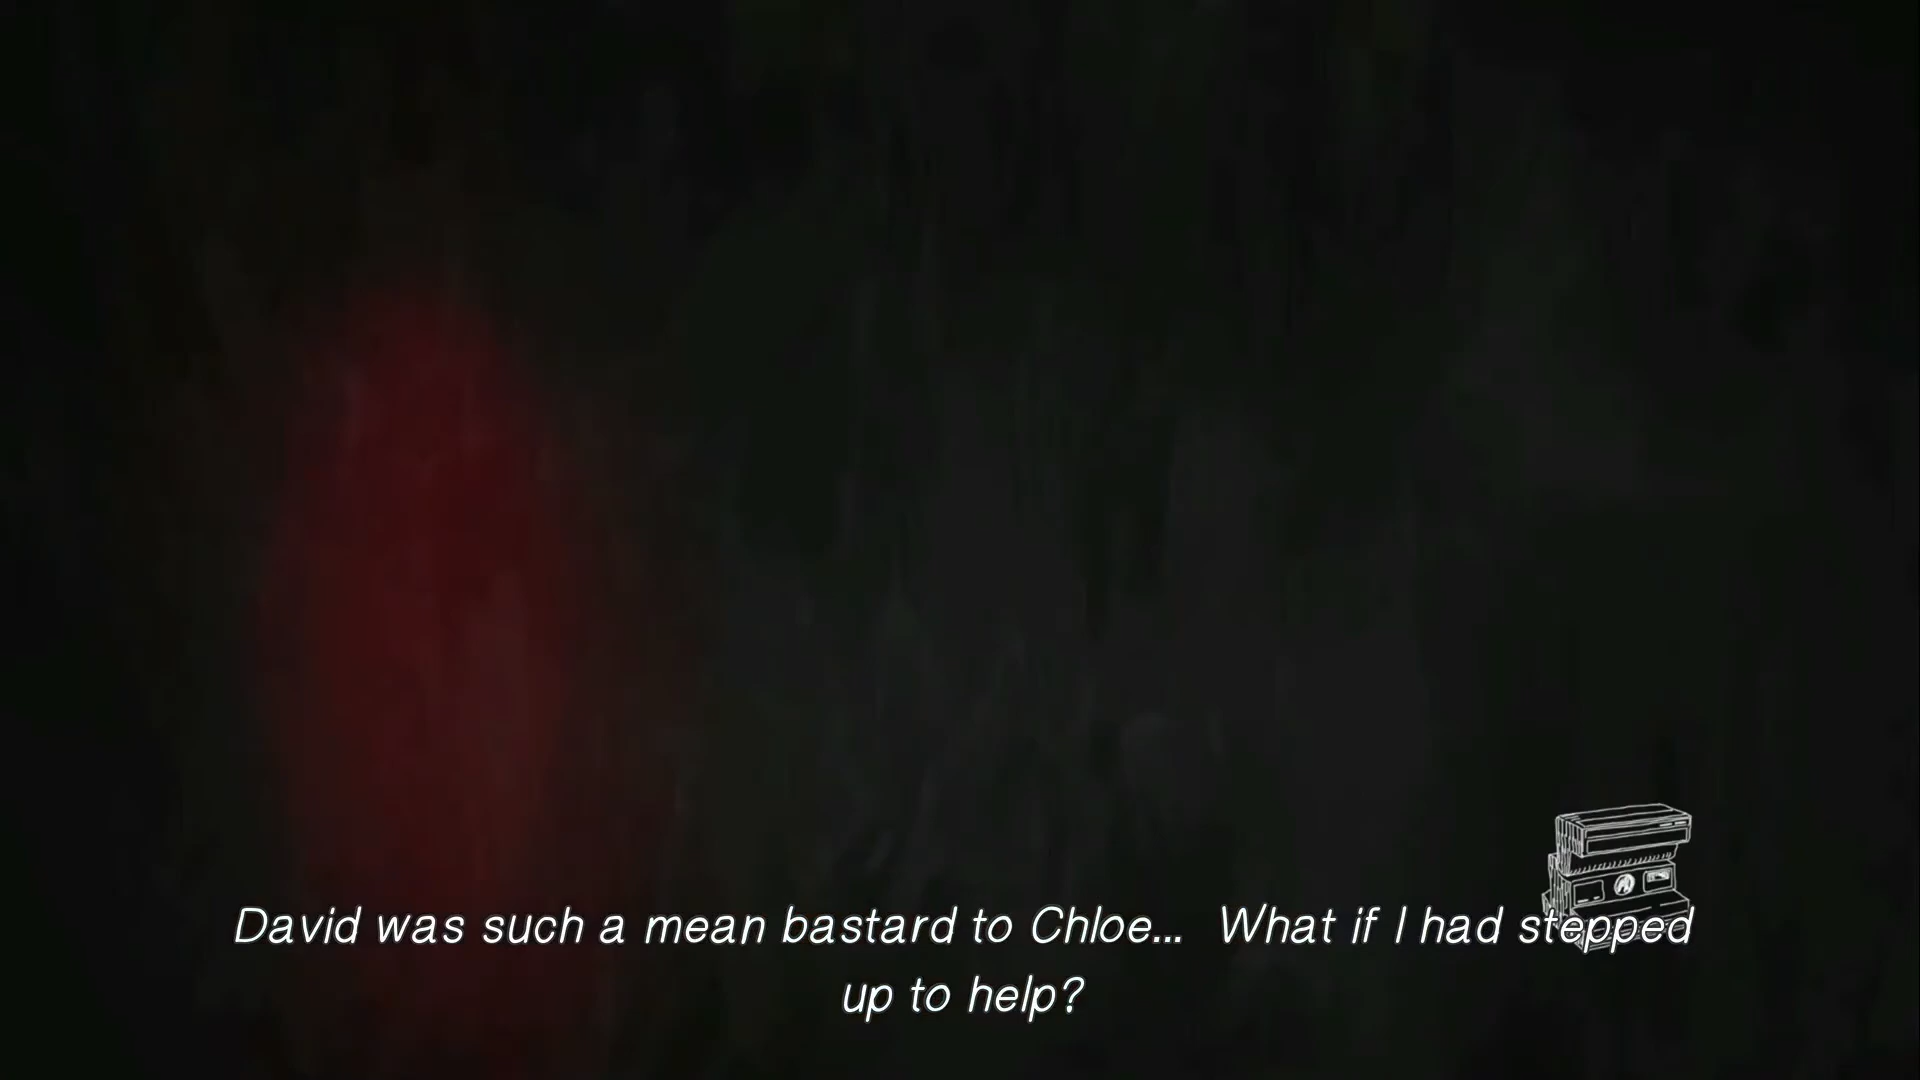 David was such a mean bastard to Chloe... What if I had stepped
up to help?